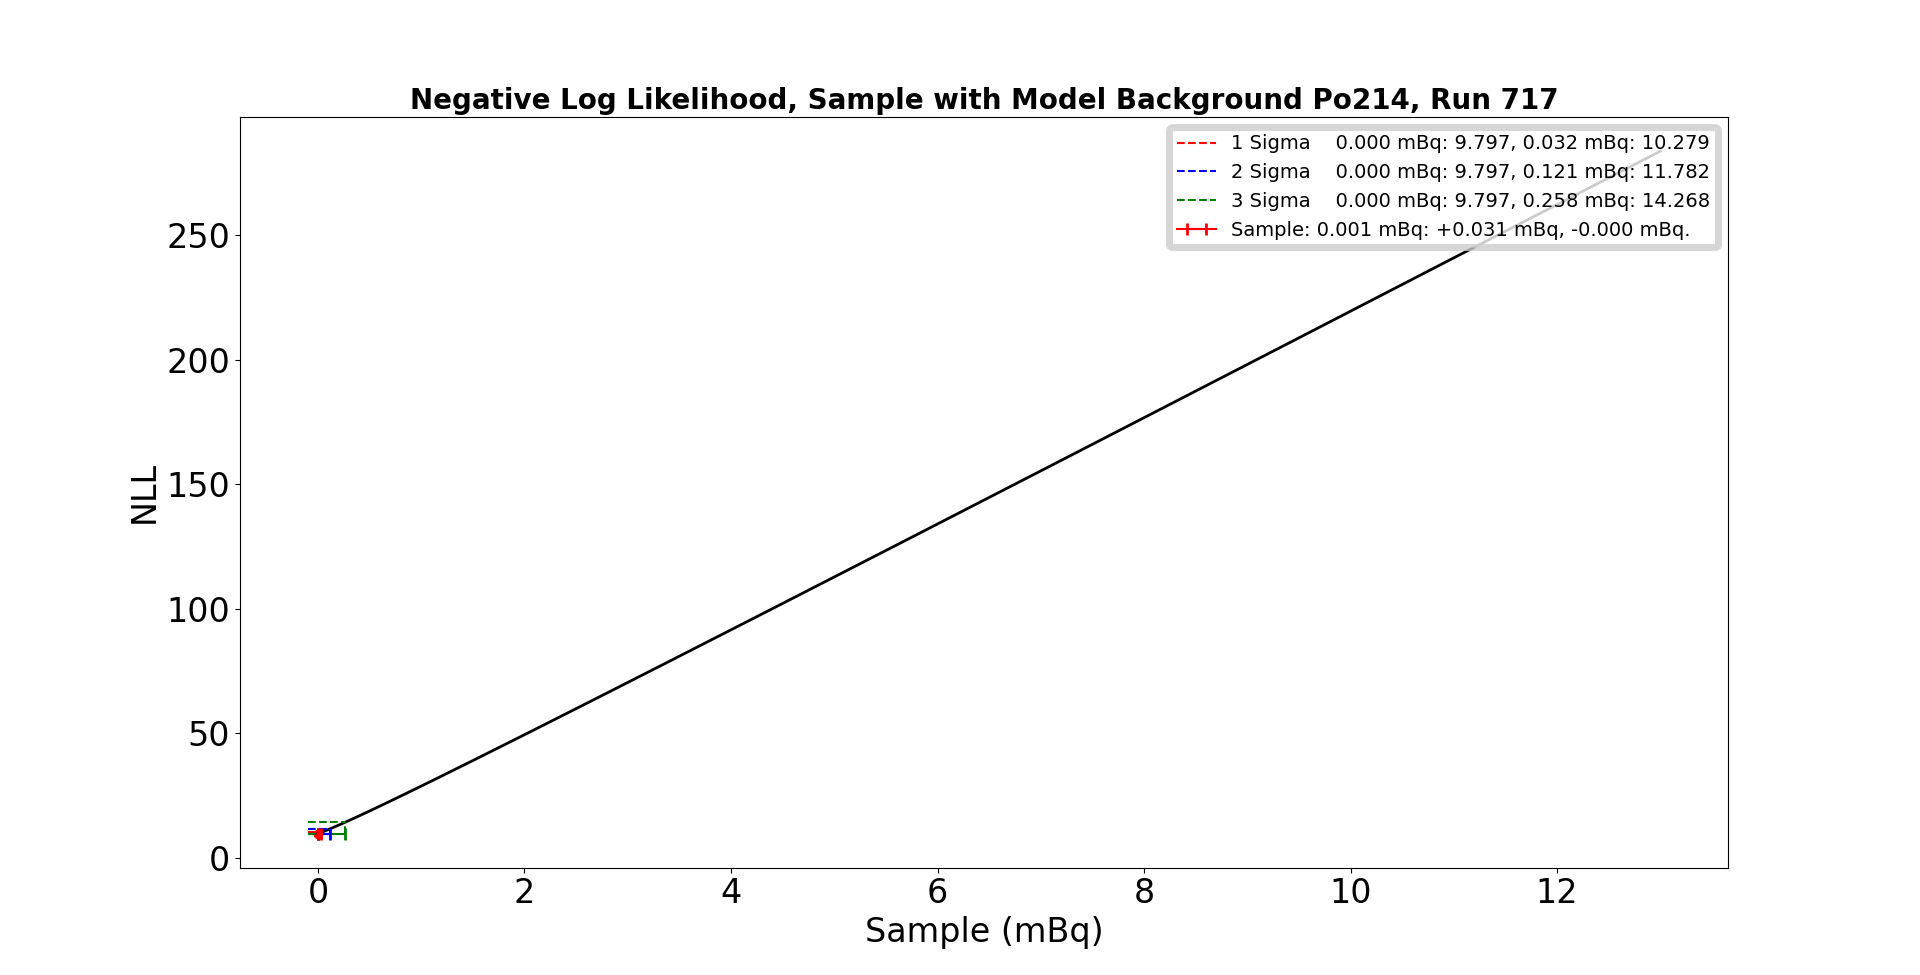 Negative Log Likelihood, Sample with Model Background Po214, Run 717
1 Sigma    0.000 mBq: 9.797, 0.032 mBq: 10.279
2 Sigma    0.000 mBq: 9.797, 0.121 mBq: 11.782
3 Sigma    0.000 mBq: 9.797, 0.258 mBq: 14.268
Sample: 0.001 mBq: +0.031 mBq, -0.000 mBq.
NLL
250
200
150
100
50
0
0 2 4 6 8 10 12
Sample (mBq)